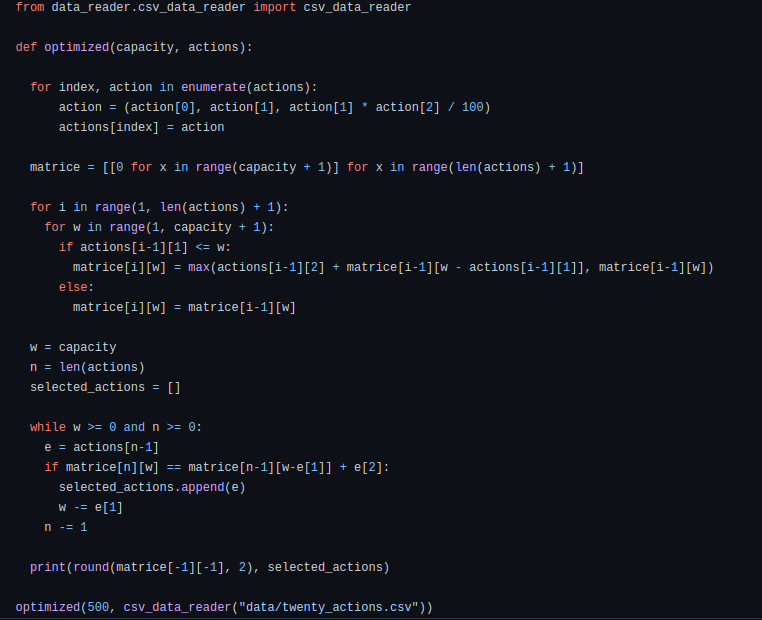 from data_reader.csv_data_reader import csv_data_reader
def optimized(capacity, actions):
for index, action in enumerate(actions):
action = (action[0], action[1], action[1] * action[2] / 100)
actions[index] = action
matrice = [[0 for x in range(capacity + 1)] for x in range(len(actions) + 1)]
for i in range(1, len(actions) + 1):
for w in range(1, capacity + 1):
if actions[i-1][1] <= w:
matrice[i][w] = max(actions[i-1][2] + matrice[i-1][w - actions[i-1][1]], matrice[i-1][w])
else:
matrice[i][w] = matrice[i-1][w]
w = capacity
n = len(actions)
selected_actions = []
while w >= 0 and n >= 0:
e = actions[n-1]
if matrice[n][w] == matrice[n-1][w-e[1]] + e[2]:
selected_actions.append(e)
w -= e[1]
n -= 1
print(round(matrice[-1][-1], 2), selected_actions)
optimized(500, csv_data_reader("data/twenty_actions.csv"))